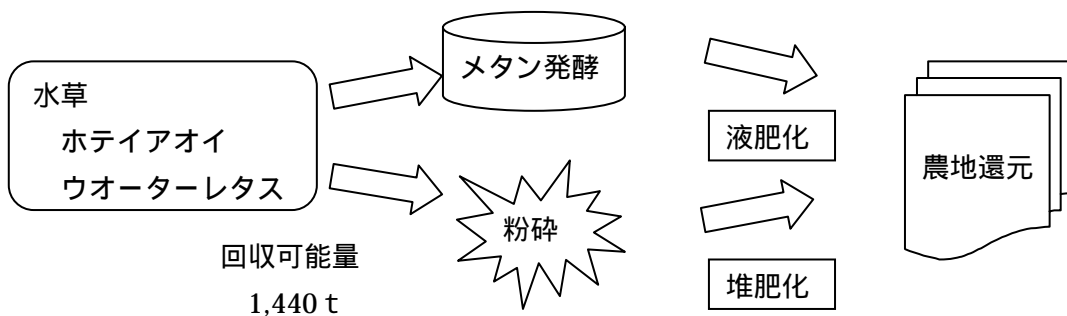 水草
ホテイアオイ
ウオーターレタス
回収可能量
1,440ｔ
メタン発酵
粉砕
液肥化
堆肥化
農地還元